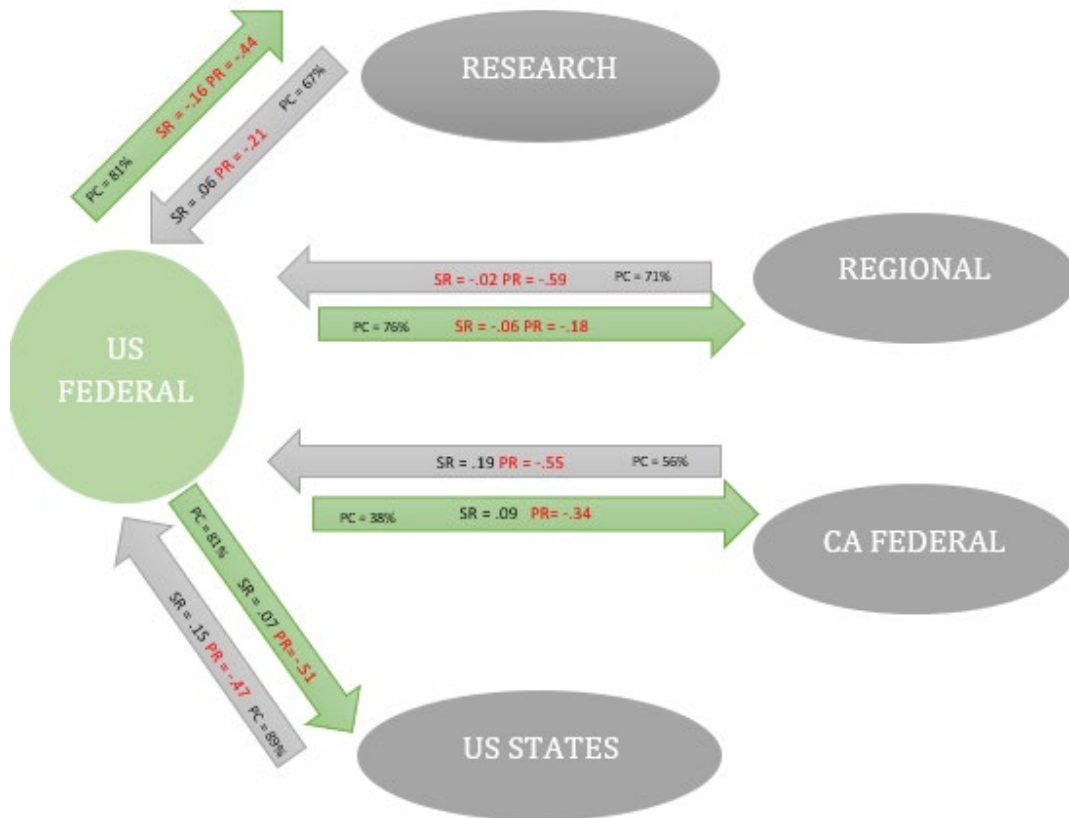 PC = 81% SR = -.16 PR = -.44
SR = .06 PR = -.21 PC = 67%
RESEARCH
SR = -.02 PR = -.59 PC = 71%
PC = 76% SR = -.06 PR = -.18
REGIONAL
US
FEDERAL
SR = .19 PR = -.55 PC = 56%
PC = 38% SR = .09 PR= -.34
CA FEDERAL
PC = 81% SR = .07 PR= -.51
SR = .15 PR = -.47 PC = 89%
US STATES